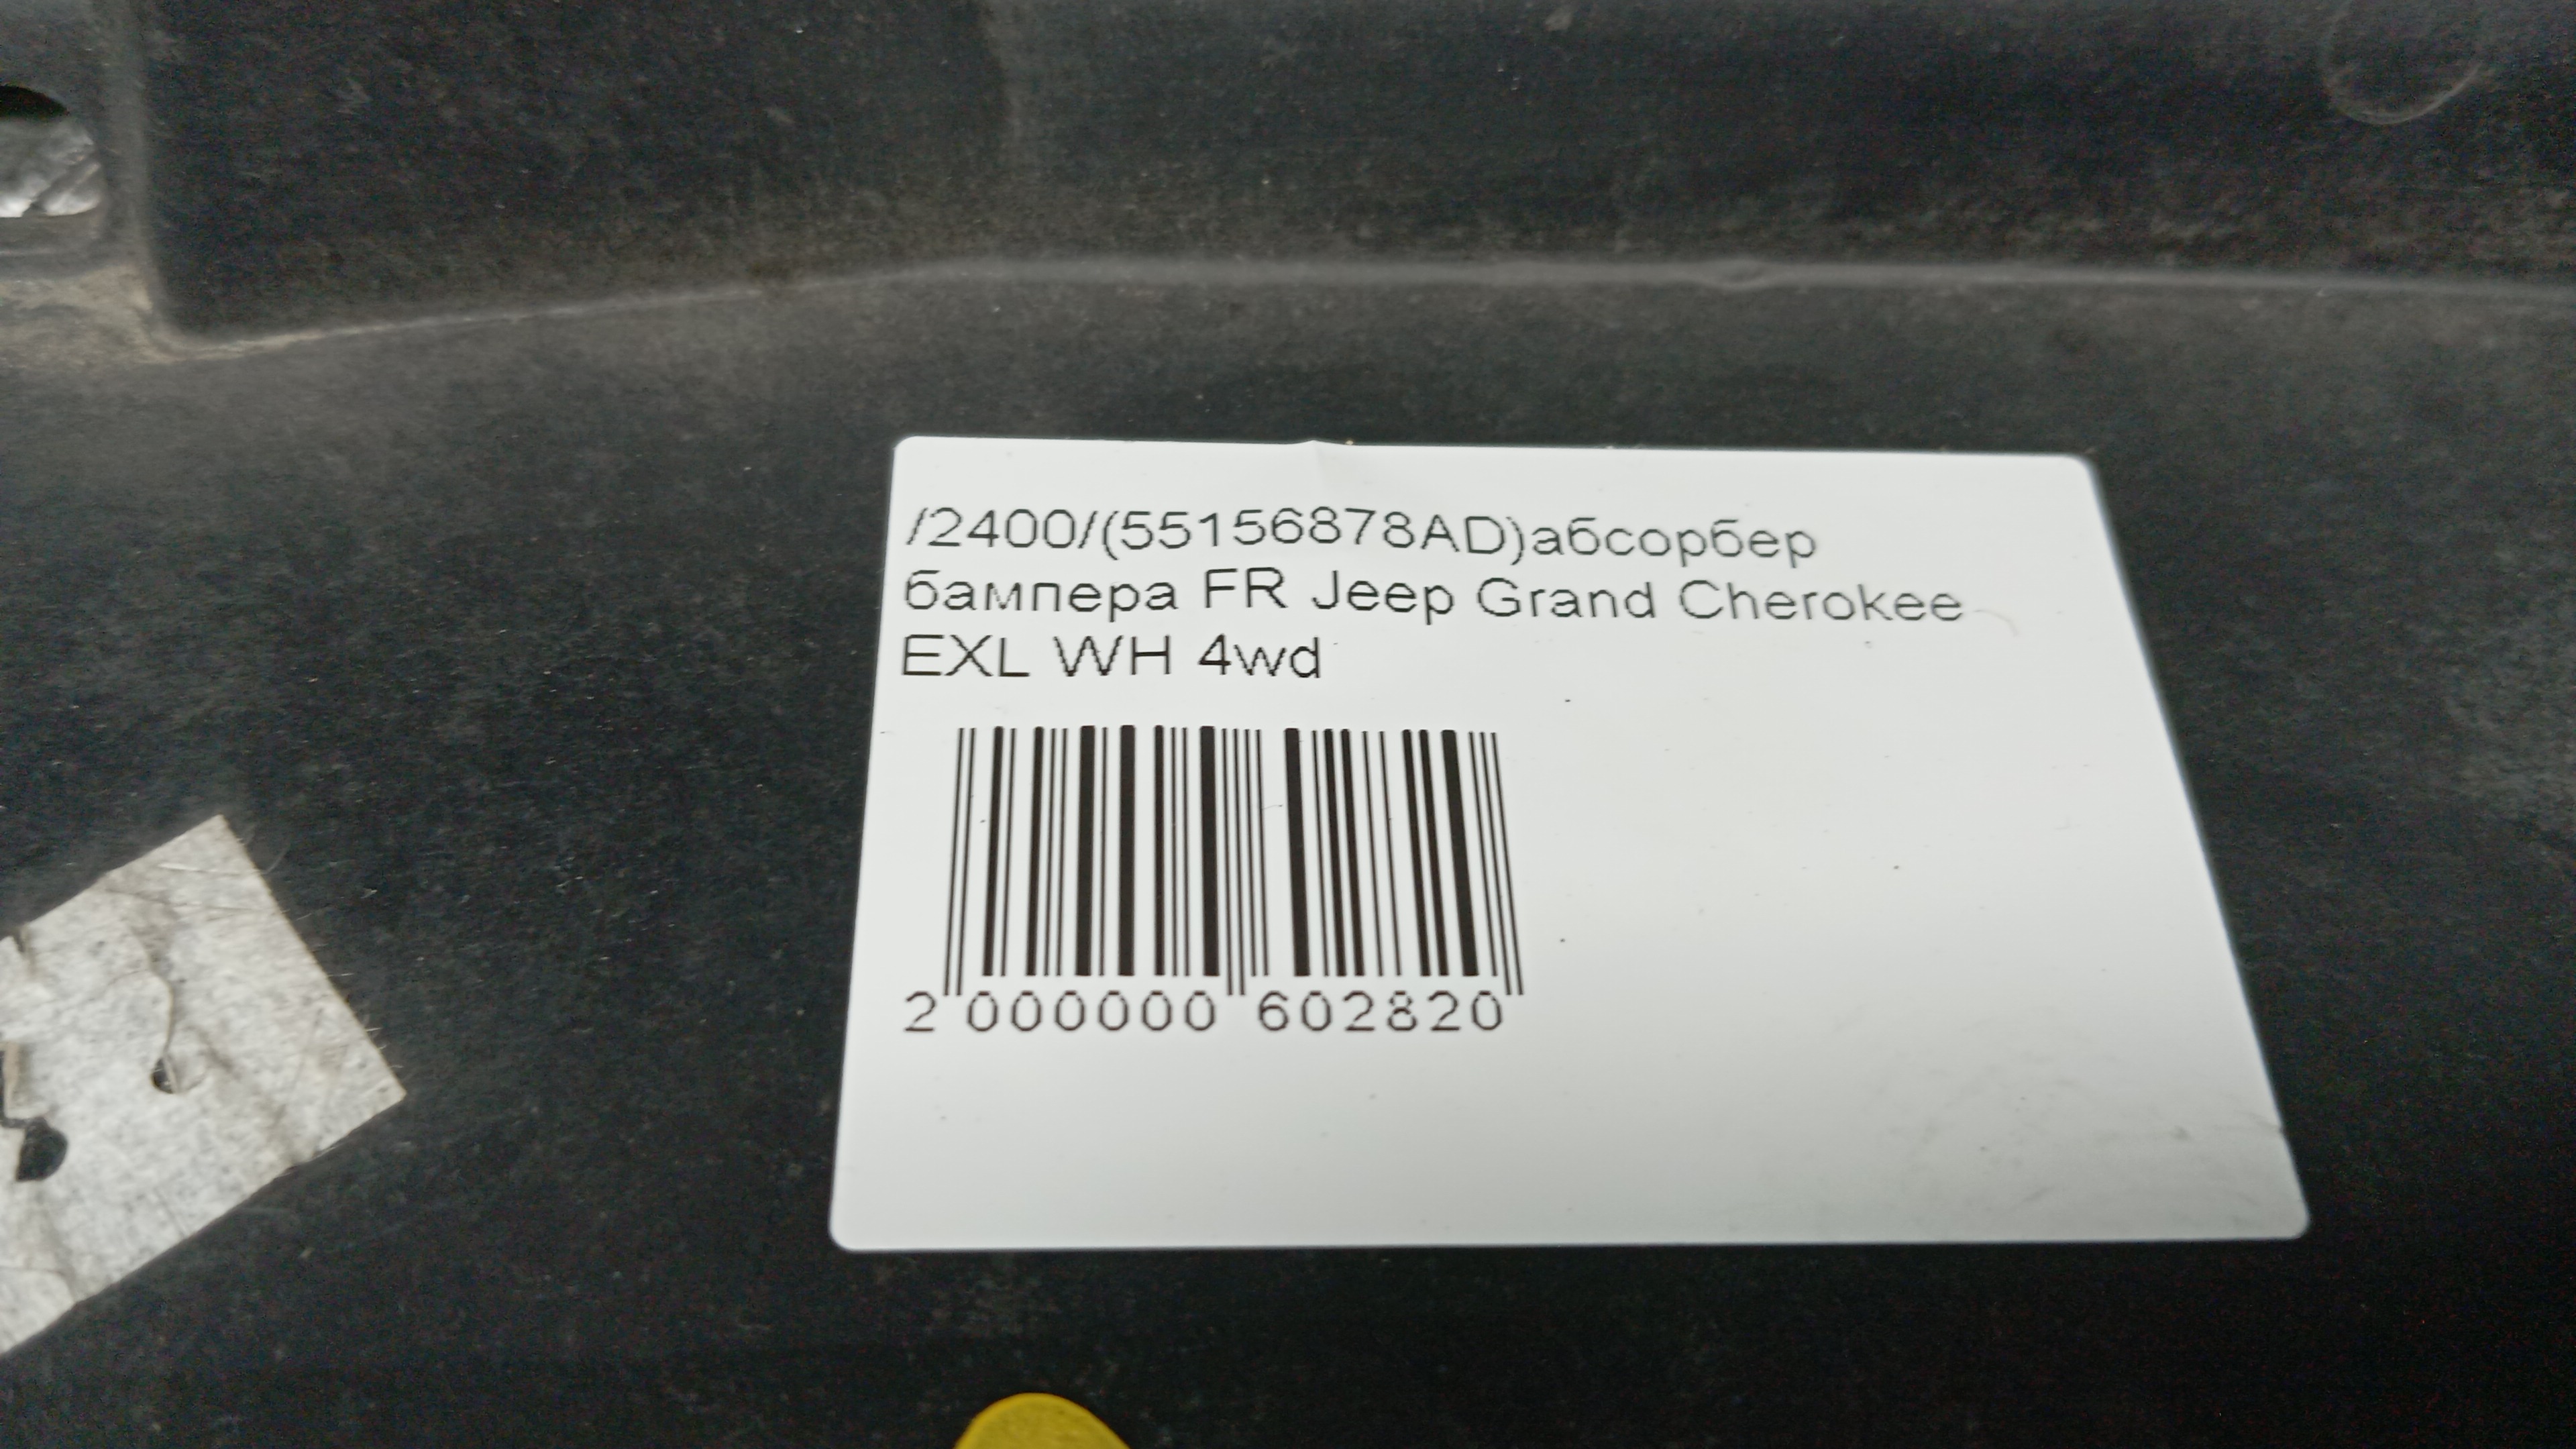 /2400/(55156878AD)абсорбер
бампера FR Jeep Grand Cherokee
EXL WH 4wd
2 000000 602820